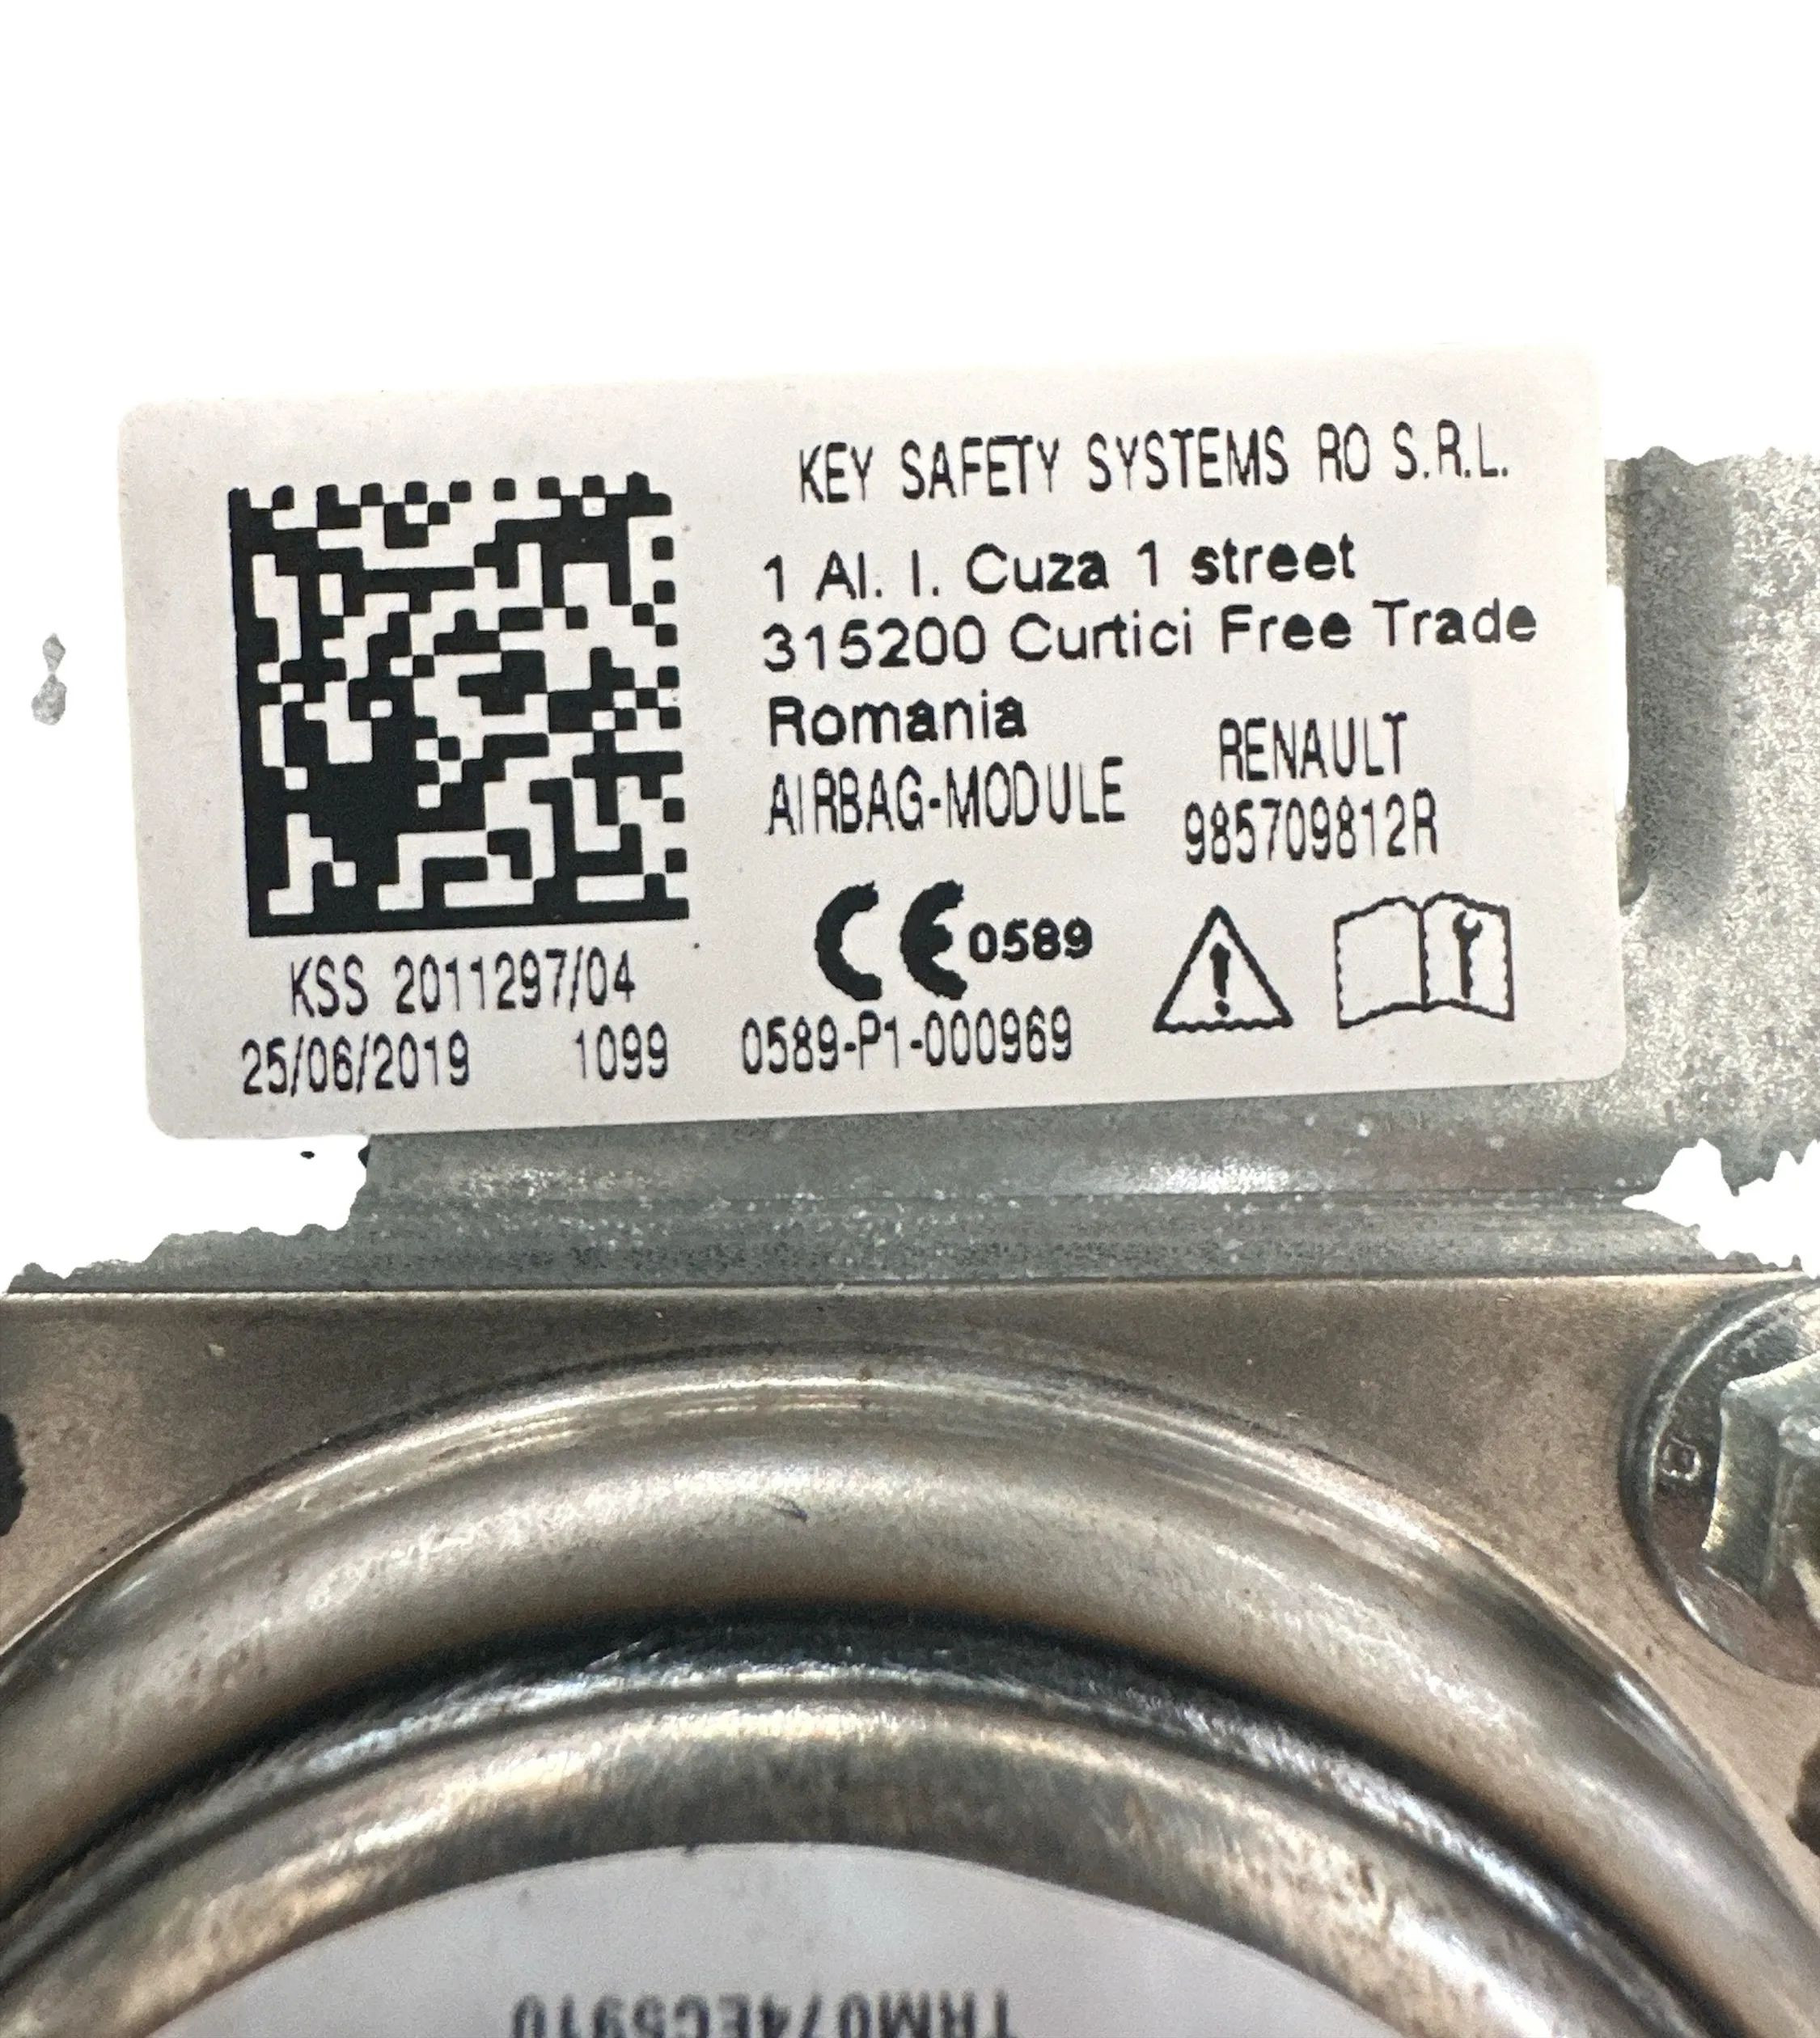 KEY SAFETY SYSTEMS RO S.R.L.
1 Al. I. Cuza 1 street
315200 Curtici Free Trade
Romania
AIRBAG-MODULE
RENAULT
985709812R
CE 0589
0589-P1-000969
KSS 2011297/04
25/06/2019 1099